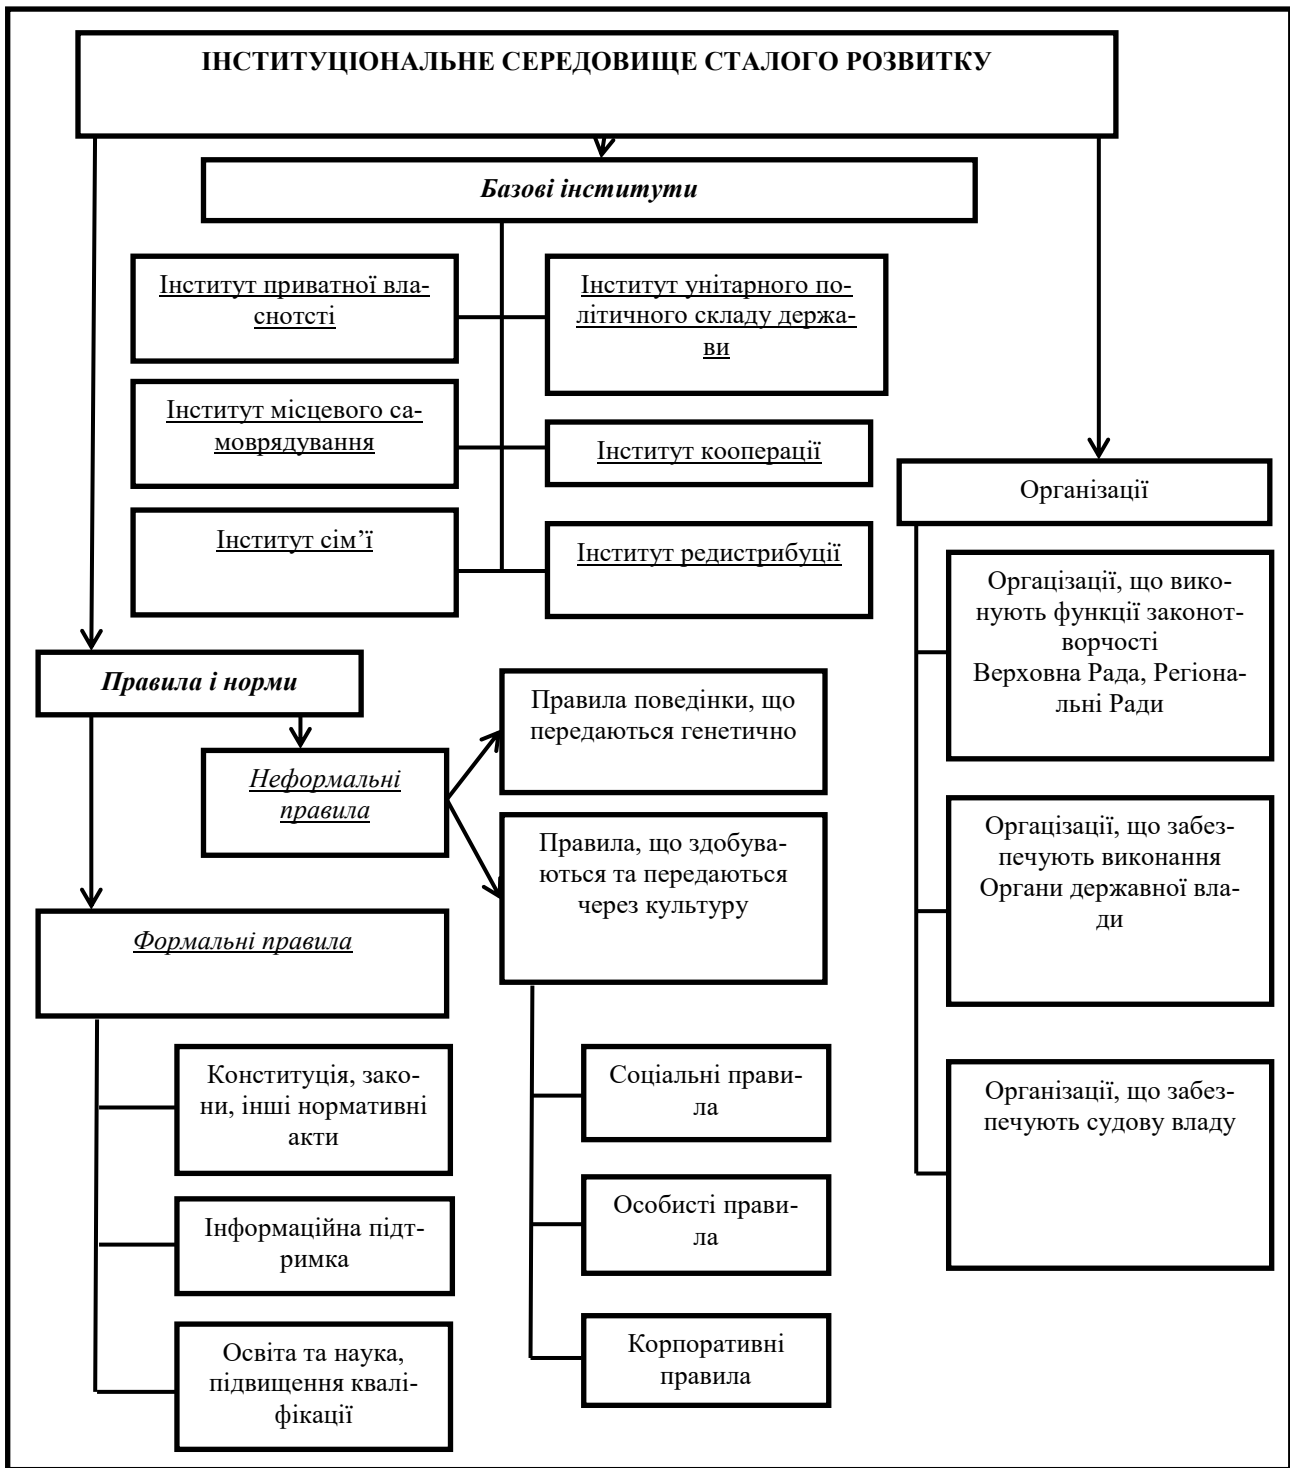 ІНСТИТУЦІОНАЛЬНЕ СЕРЕДОВИЩЕ СТАЛОГО РОЗВИТКУ
Базові інститути
Інститут приватної вла-
снотсті
Інститут унітарного по-
літичного складу держа-
ви
Інститут місцевого са-
моврядування
Інститут кооперації
Інститут сім’ї
Інститут редистрибуції
Правила і норми
Неформальні
правила
Правила поведінки, що
передаються генетично
Правила, що здобува-
ються та передаються
через культуру
Формальні правила
Конституція, зако-
ни, інші нормативні
акти
Інформаційна підт-
римка
Освіта та наука,
підвищення кваліфі-
фікації
Соціальні прави-
ла
Особисті прави-
ла
Корпоративні
правила
Організації
Оргацізації, що вико-
нують функції законот-
ворчості
Верховна Рада, Регіона-
льні Ради
Оргацізації, що забез-
печують виконання
Органи державної вла-
ди
Організації, що забез-
печують судову владу